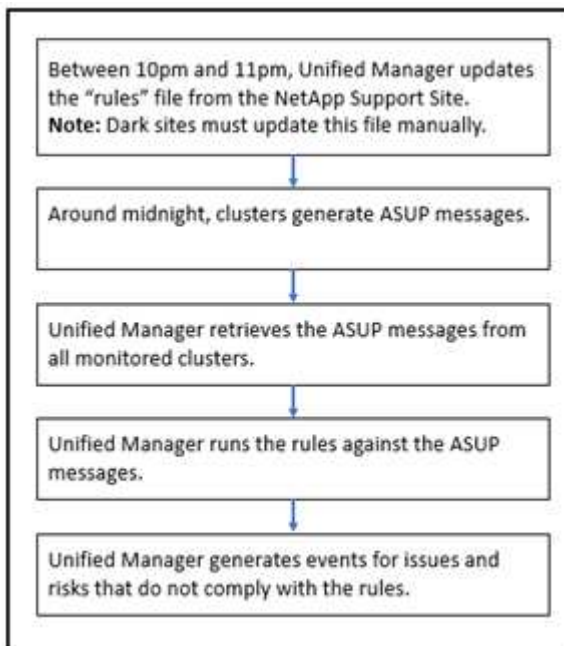 Between 10pm and 11pm, Unified Manager updates
the “rules” file from the NetApp Support Site.
Note: Dark sites must update this file manually.
Around midnight, clusters generate ASUP messages.
Unified Manager retrieves the ASUP messages from
all monitored clusters.
Unified Manager runs the rules against the ASUP
messages.
Unified Manager generates events for issues and
risks that do not comply with the rules.